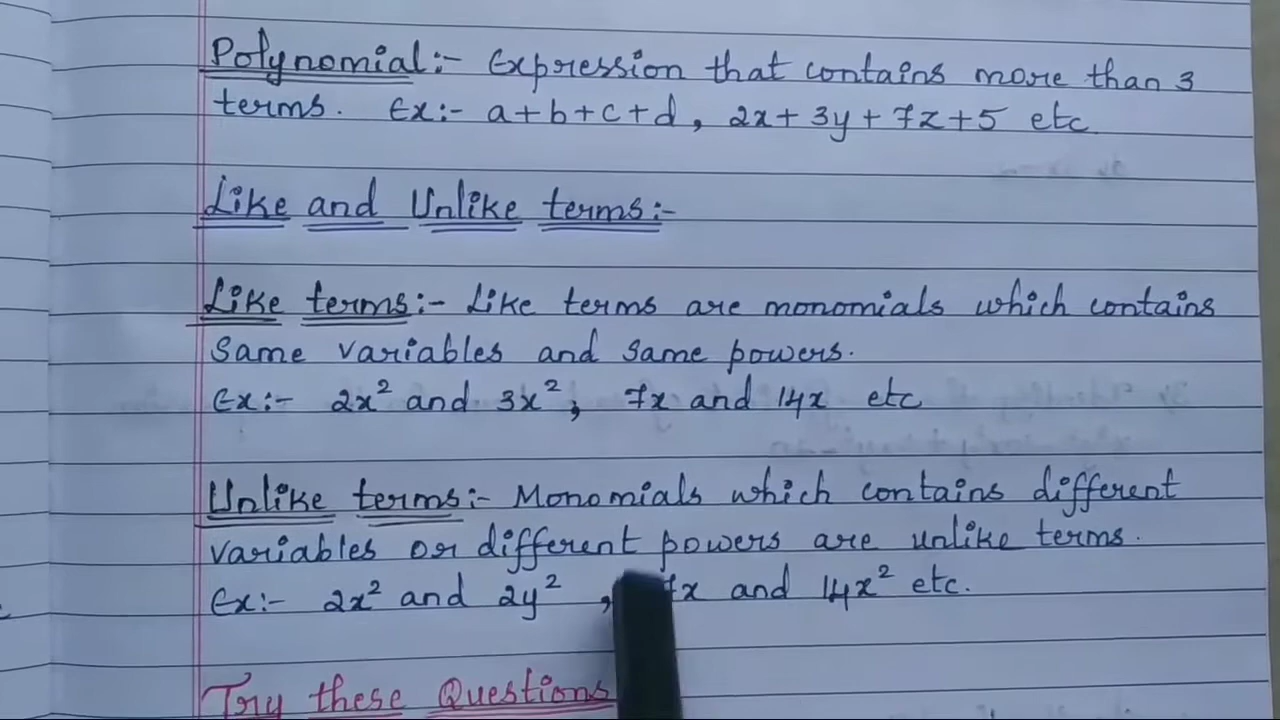 Polynomial:- Expression that contains more than 3
terms. Ex:- a+b+c+d, 2x+3y+7z+5 etc
Like and Unlike terms:-
Like terms:- Like terms are monomials which contains
same variables and same powers.
Ex:- 2x² and 3x², 7x and 14x etc
Unlike terms:- Monomials which contains different
variables or different powers are unlike terms.
Ex:- 2x² and 2y², 7x and 14x² etc.
Try these Questions